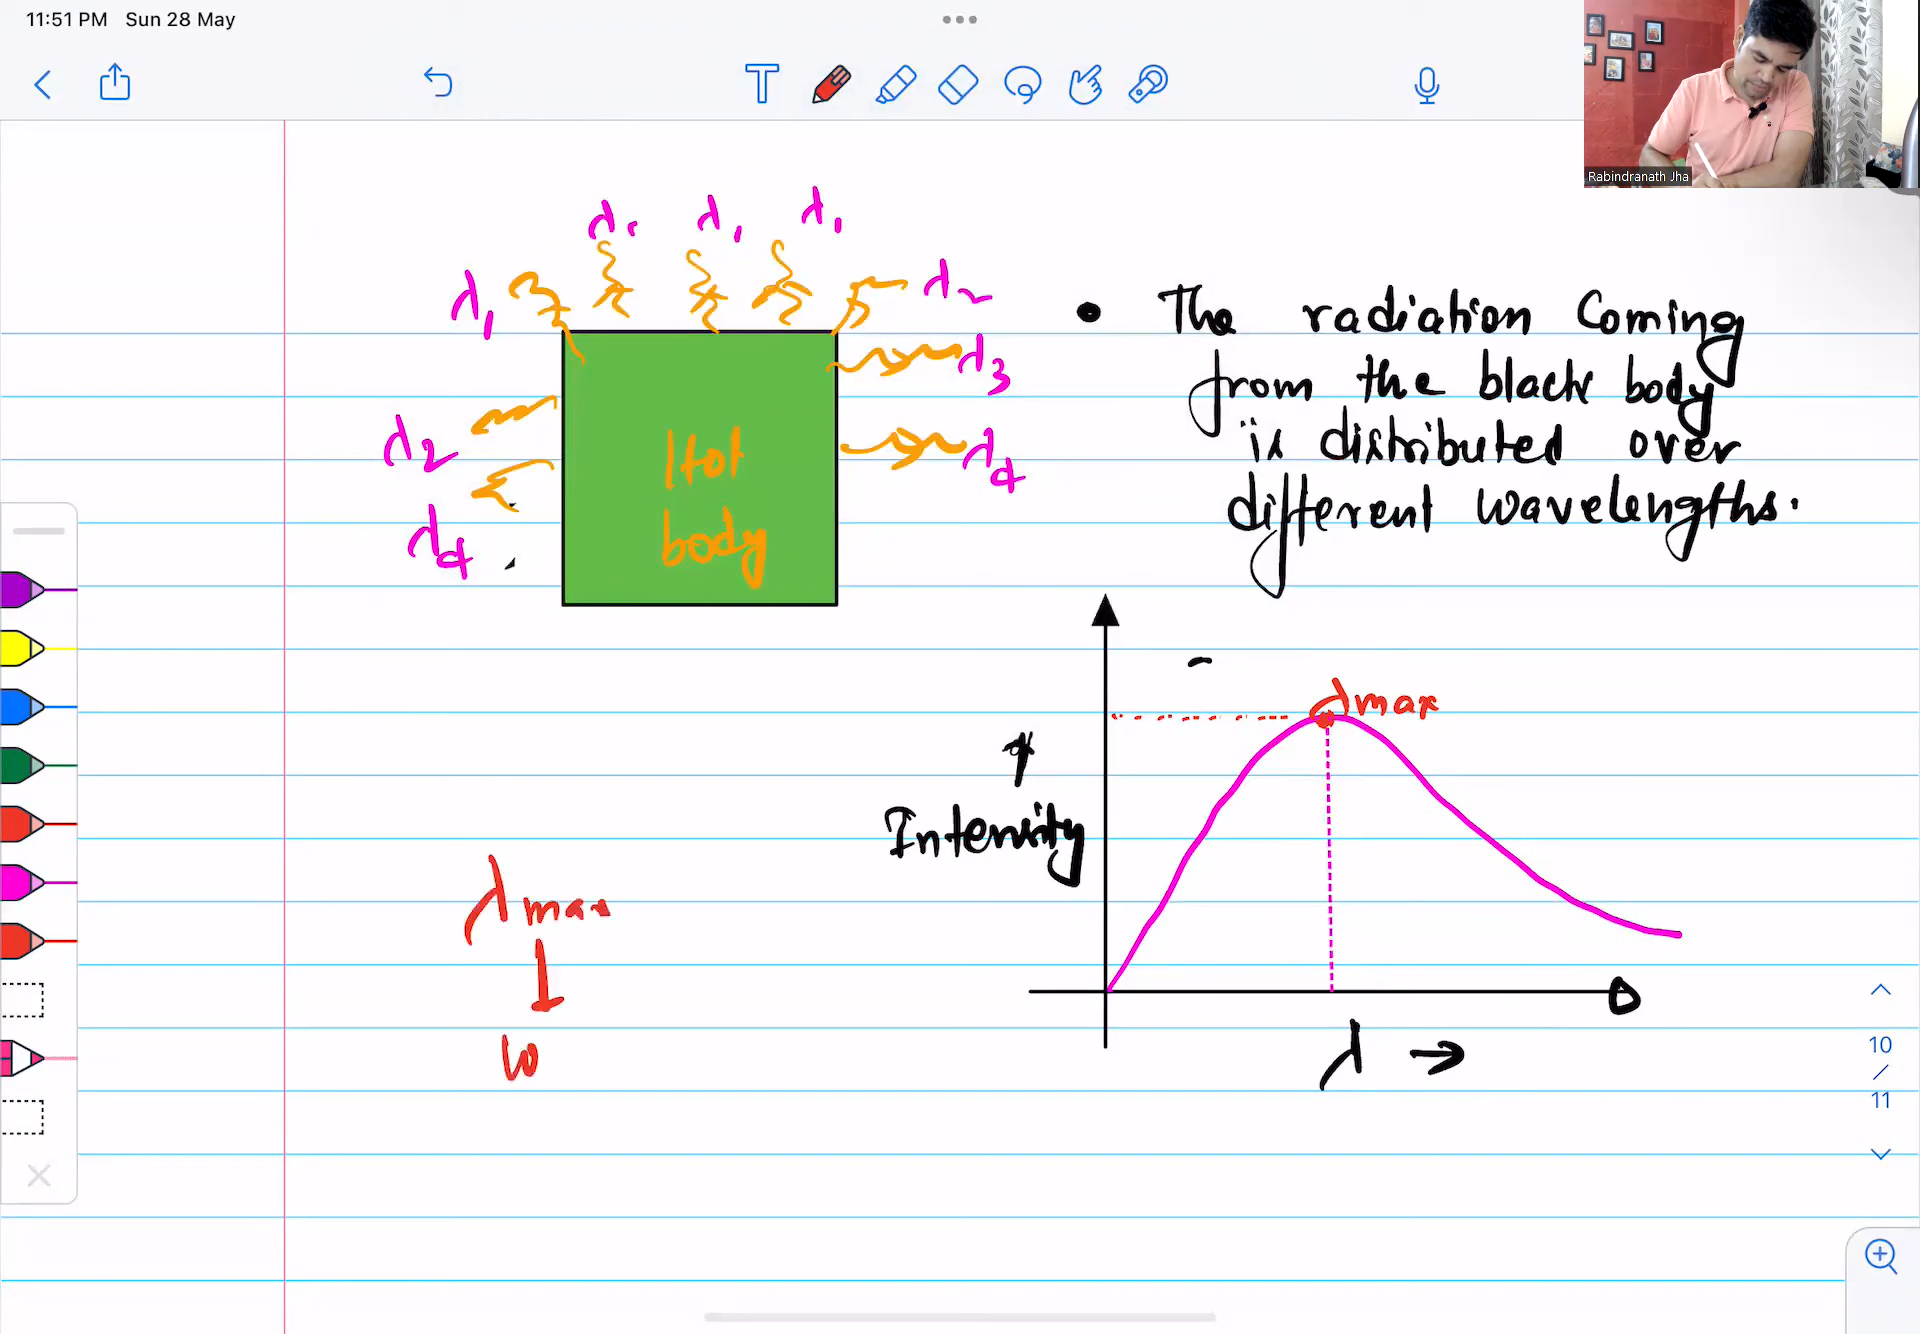 11:51 PM Sun 28 May
Rabindranath Jha
λ1 λ1 λ1
λ1 λ2
λ3
λ2 λ4
λ4
Hot
body
• The radiation Coming
from the black body
is distributed over
different wavelengths.
λmax
Intensity
λmax
w
λ →
10
/
11